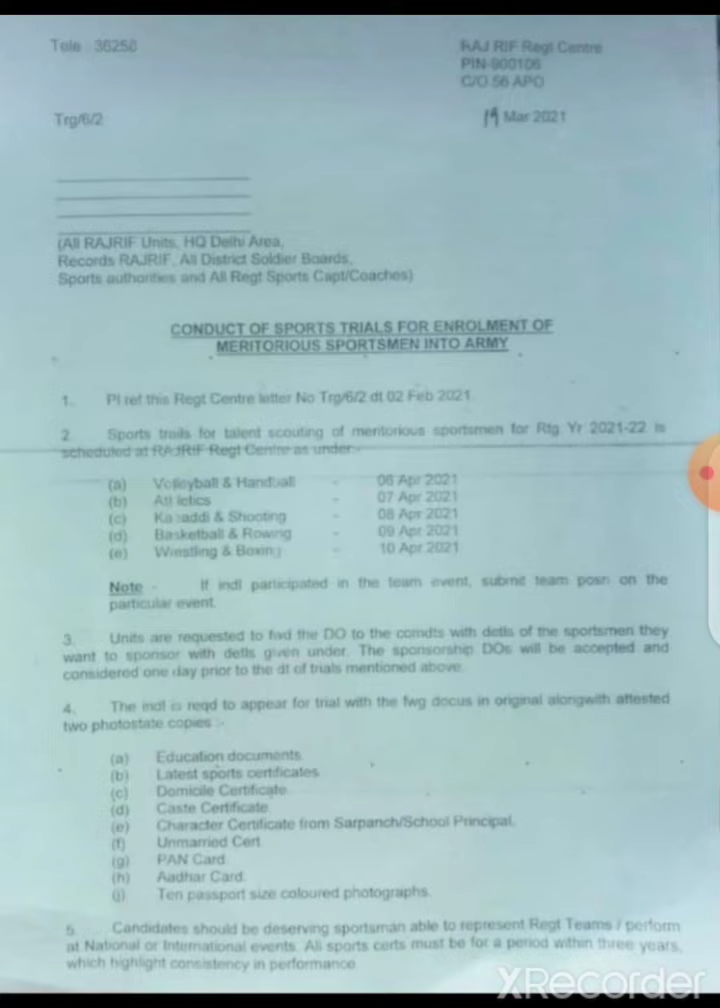 Tele : 36258
RAJ RIF Regt Centre
PIN-900106
C/O 56 APO
Trg/6/2
19 Mar 2021
(All RAJRIF Units, HQ Delhi Area,
Records RAJRIF, All District Soldier Boards,
Sports authorities and All Regt Sports Capt/Coaches)
CONDUCT OF SPORTS TRIALS FOR ENROLMENT OF
MERITORIOUS SPORTSMEN INTO ARMY
1. Pl ref this Regt Centre letter No Trg/6/2 dt 02 Feb 2021.
2. Sports trails for talent scouting of meritorious sportsmen for Rtg Yr 2021-22 is
scheduled at RAJRIF Regt Centre as under:-
(a) Volleyball & Handball - 06 Apr 2021
(b) Athletics - 07 Apr 2021
(c) Kabaddi & Shooting - 08 Apr 2021
(d) Basketball & Rowing - 09 Apr 2021
(e) Wrestling & Boxing - 10 Apr 2021
Note :- If indl participated in the team event, submit team posn on the
particular event.
3. Units are requested to fwd the DO to the comdts with detls of the sportsmen they
want to sponsor with detls given under. The sponsorship DOs will be accepted and
considered one day prior to the dt of trials mentioned above.
4. The indl is reqd to appear for trial with the fwg docus in original alongwith attested
two photostate copies :-
(a) Education documents.
(b) Latest sports certificates.
(c) Domicile Certificate.
(d) Caste Certificate.
(e) Character Certificate from Sarpanch/School Principal.
(f) Unmarried Cert.
(g) PAN Card.
(h) Aadhar Card.
(j) Ten passport size coloured photographs.
5. Candidates should be deserving sportsman able to represent Regt Teams / perform
at National or International events. All sports certs must be for a period within three years,
which highlight consistency in performance.
XRecorder